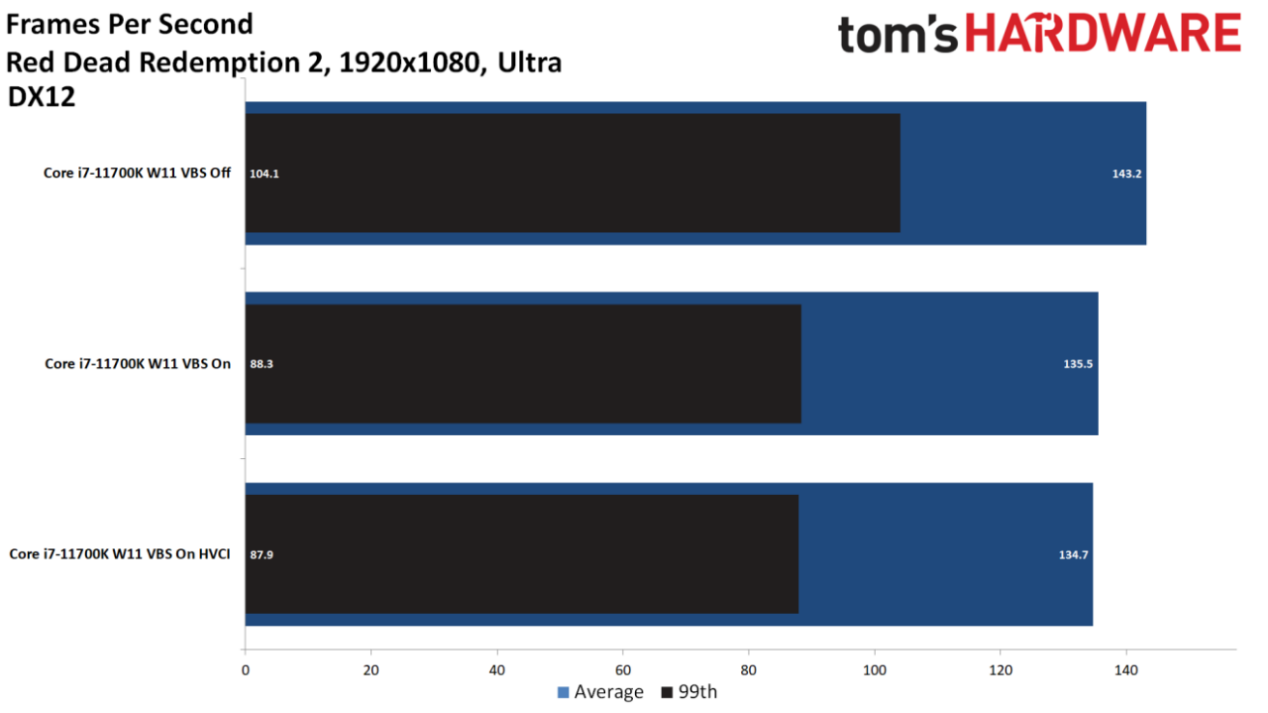 Frames Per Second
Red Dead Redemption 2, 1920x1080, Ultra
DX12
tom's HARDWARE
Core i7-11700K W11 VBS Off 104.1 143.2
Core i7-11700K W11 VBS On 88.3 135.5
Core i7-11700K W11 VBS On HVCI 87.9 134.7
0 20 40 60 80 100 120 140
Average 99th